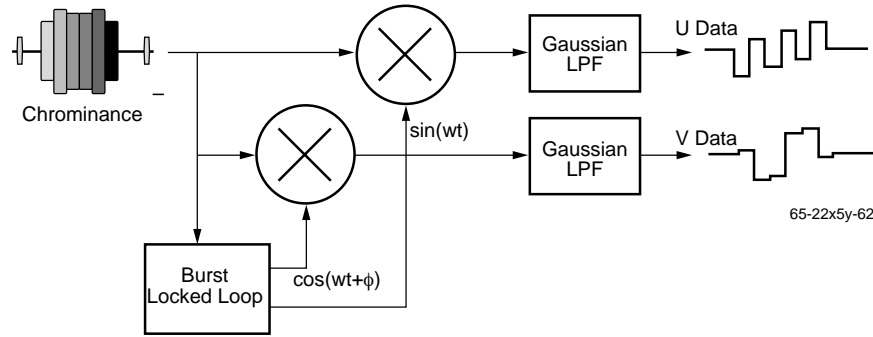 U Data
Gaussian
LPF
Chrominance
sin(wt)
V Data
Gaussian
LPF
65-22x5y-62
Burst
Locked Loop
cos(wt+ϕ)